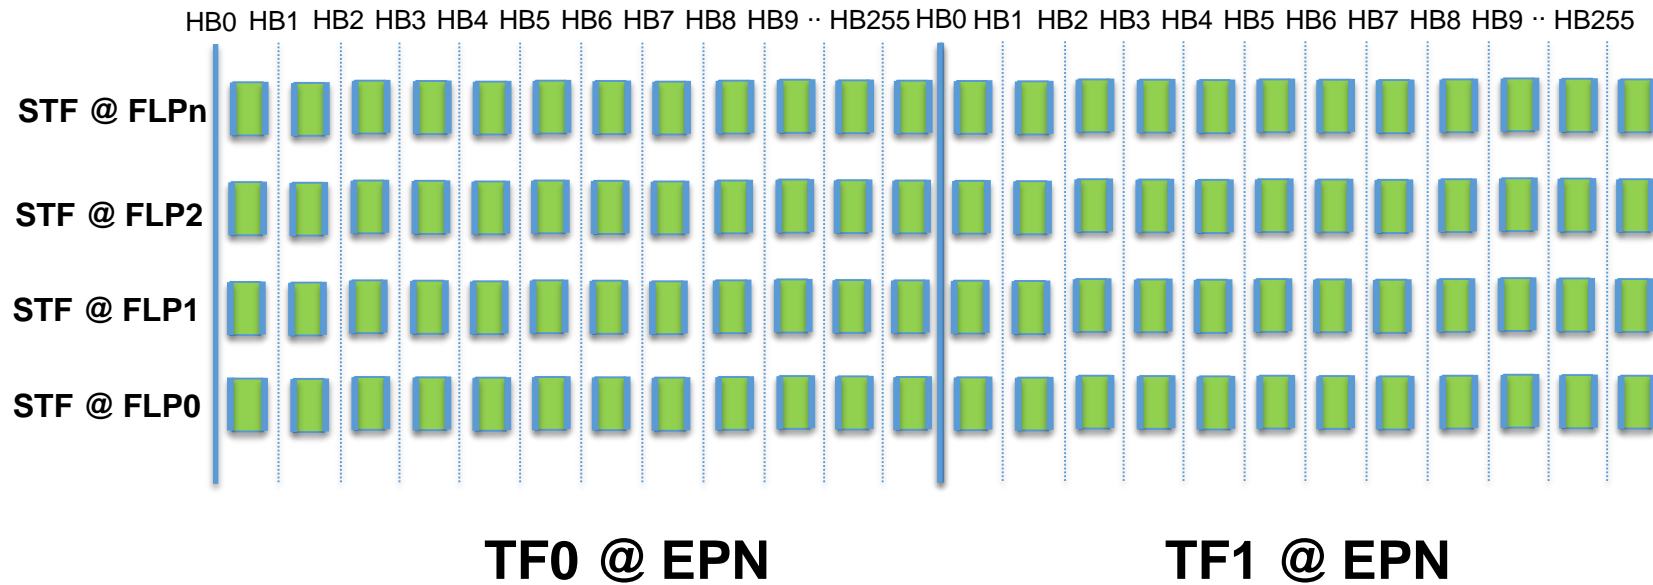 HB0 HB1 HB2 HB3 HB4 HB5 HB6 HB7 HB8 HB9 ·· HB255 HB0 HB1 HB2 HB3 HB4 HB5 HB6 HB7 HB8 HB9 ·· HB255
STF @ FLPn
STF @ FLP2
STF @ FLP1
STF @ FLP0
TF0 @ EPN TF1 @ EPN